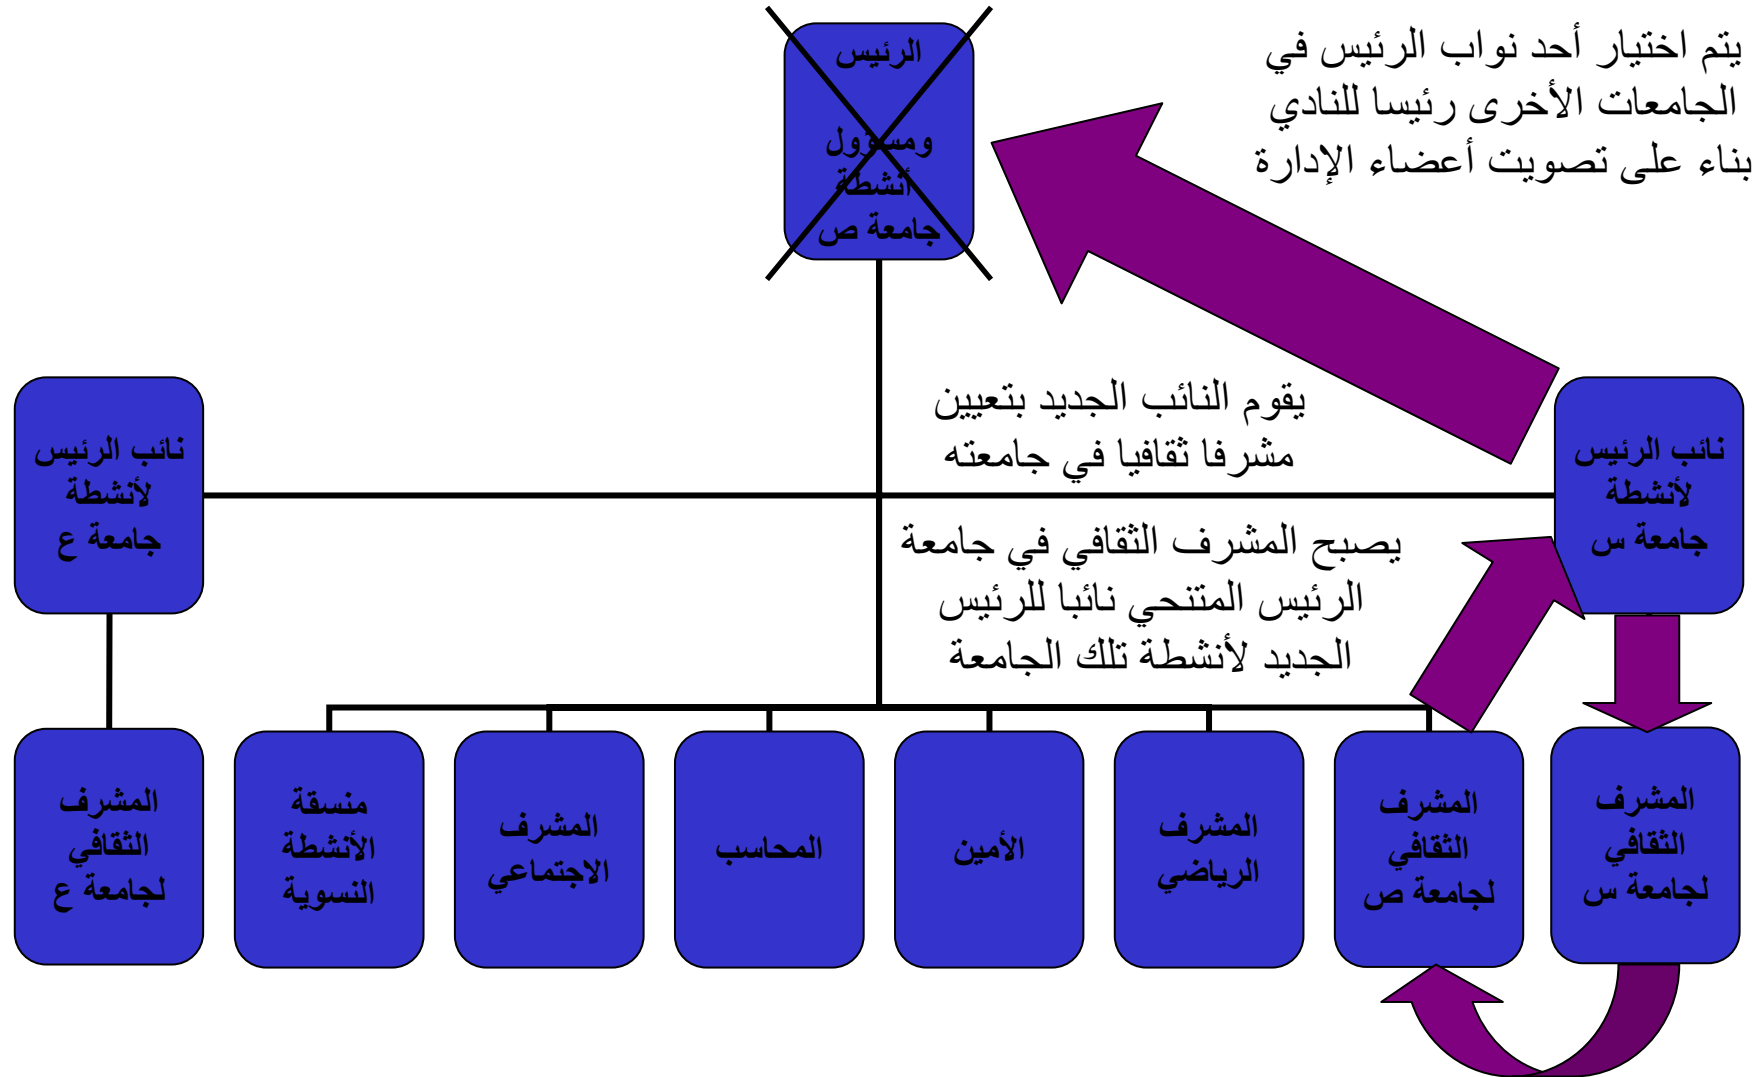 الرئيس
ومسؤول
أنشطة
جامعة ص
يتم اختيار أحد نواب الرئيس في
الجامعات الأخرى رئيسا للنادي
بناء على تصويت أعضاء الإدارة
نائب الرئيس
لأنشطة
جامعة س
يقوم النائب الجديد بتعيين
مشرفا ثقافيا في جامعته
نائب الرئيس
لأنشطة
جامعة ع
يصبح المشرف الثقافي في جامعة
الرئيس المتنحي نائبا للرئيس
الجديد لأنشطة تلك الجامعة
المشرف
الثقافي
لجامعة س
المشرف
الثقافي
لجامعة ص
المشرف
الرياضي
الأمين
المحاسب
المشرف
الاجتماعي
منسقة
الأنشطة
النسوية
المشرف
الثقافي
لجامعة ع